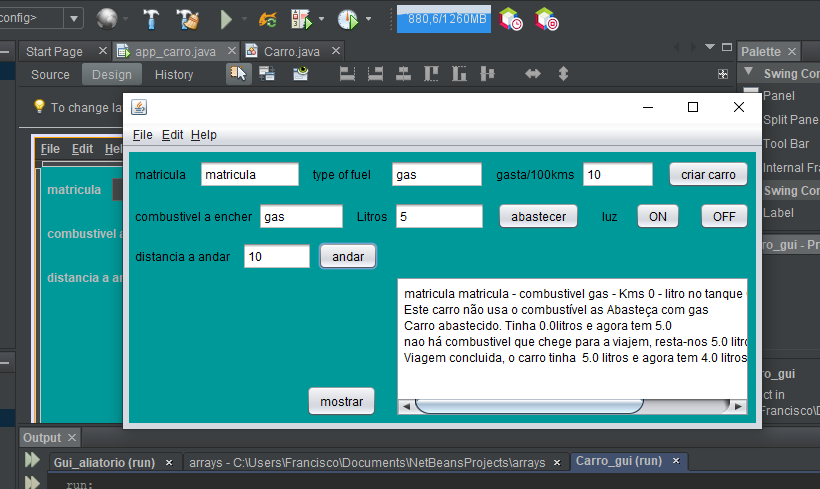 config>
880,6/1260MB
Start Page
app_carro.java
Carro.java
Palette
Source
Design
History
Swing Con
Panel
Split Pane
Tool Bar
Internal Fra
Swing Co
Label
To change la
File Edit Help
matricula
combustivel a
distancia a and
File Edit Help
matricula matricula type of fuel gas gasta/100kms 10 criar carro
combustivel a encher gas Litros 5 abastecer luz ON OFF
distancia a andar 10 andar
matricula matricula - combustivel gas - Kms 0 - litro no tanque
Este carro não usa o combustível as Abasteça com gas
Carro abastecido. Tinha 0.0litros e agora tem 5.0
nao há combustivel que chege para a viajem, resta-nos 5.0 litro
Viagem concluida, o carro tinha 5.0 litros e agora tem 4.0 litros
mostrar
rro_gui - Pr
ro_gui
ct in
Francisco\D
Output
Gui_aliatorio (run)
arrays - C:\Users\Francisco\Documents\NetBeansProjects\arrays
Carro_gui (run)
run: